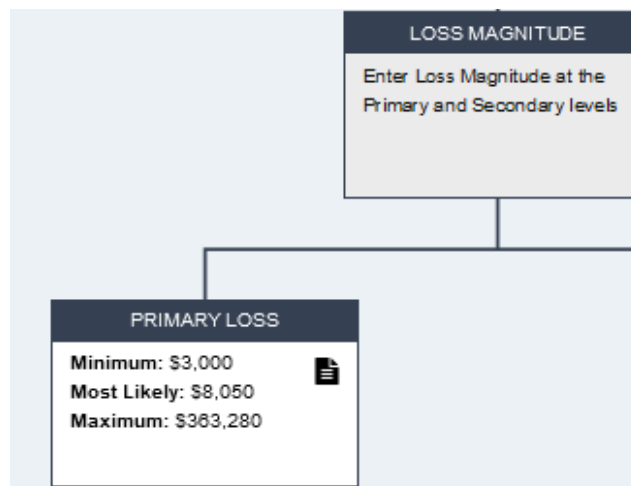 LOSS MAGNITUDE
Enter Loss Magnitude at the
Primary and Secondary levels
PRIMARY LOSS
Minimum: $3,000
Most Likely: $8,050
Maximum: $363,280